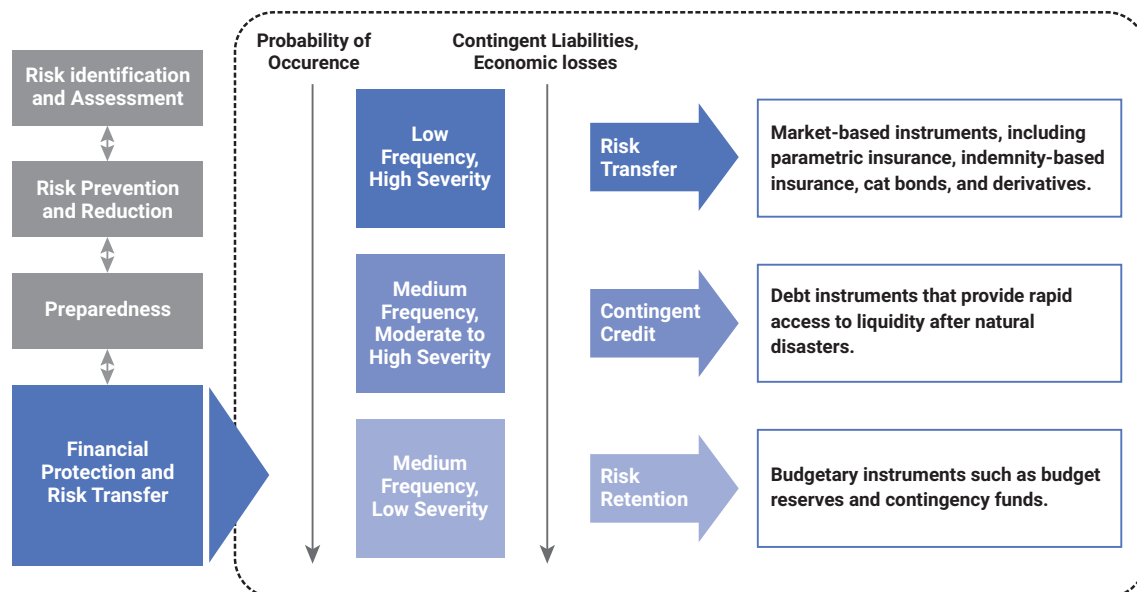 Risk identification
and Assessment
Risk Prevention
and Reduction
Preparedness
Financial
Protection and
Risk Transfer
Probability of
Occurence
Contingent Liabilities,
Economic losses
Low
Frequency,
High Severity
Risk
Transfer
Market-based instruments, including
parametric insurance, indemnity-based
insurance, cat bonds, and derivatives.
Medium
Frequency,
Moderate to
High Severity
Contingent
Credit
Debt instruments that provide rapid
access to liquidity after natural
disasters.
Medium
Frequency,
Low Severity
Risk
Retention
Budgetary instruments such as budget
reserves and contingency funds.